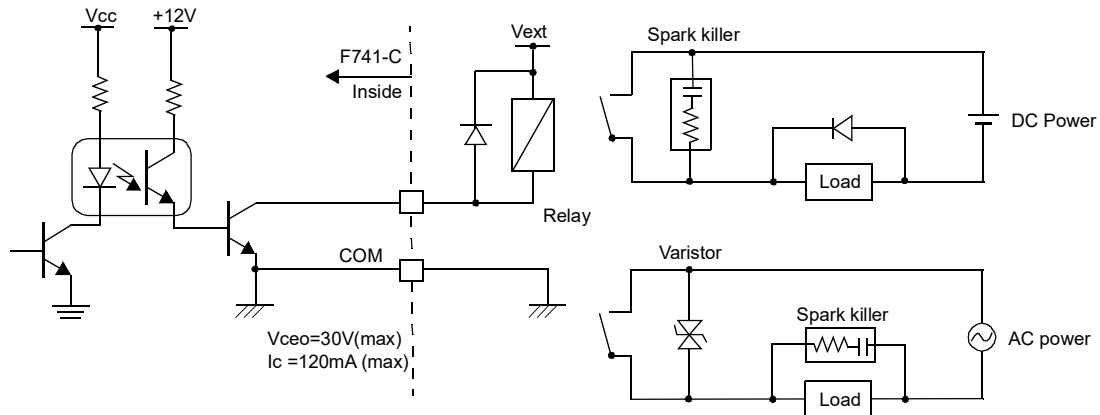 Vcc
+12V
F741-C
Inside
Vext
Relay
COM
Vceo=30V(max)
Ic =120mA (max)
Spark killer
DC Power
Load
Varistor
Spark killer
AC power
Load